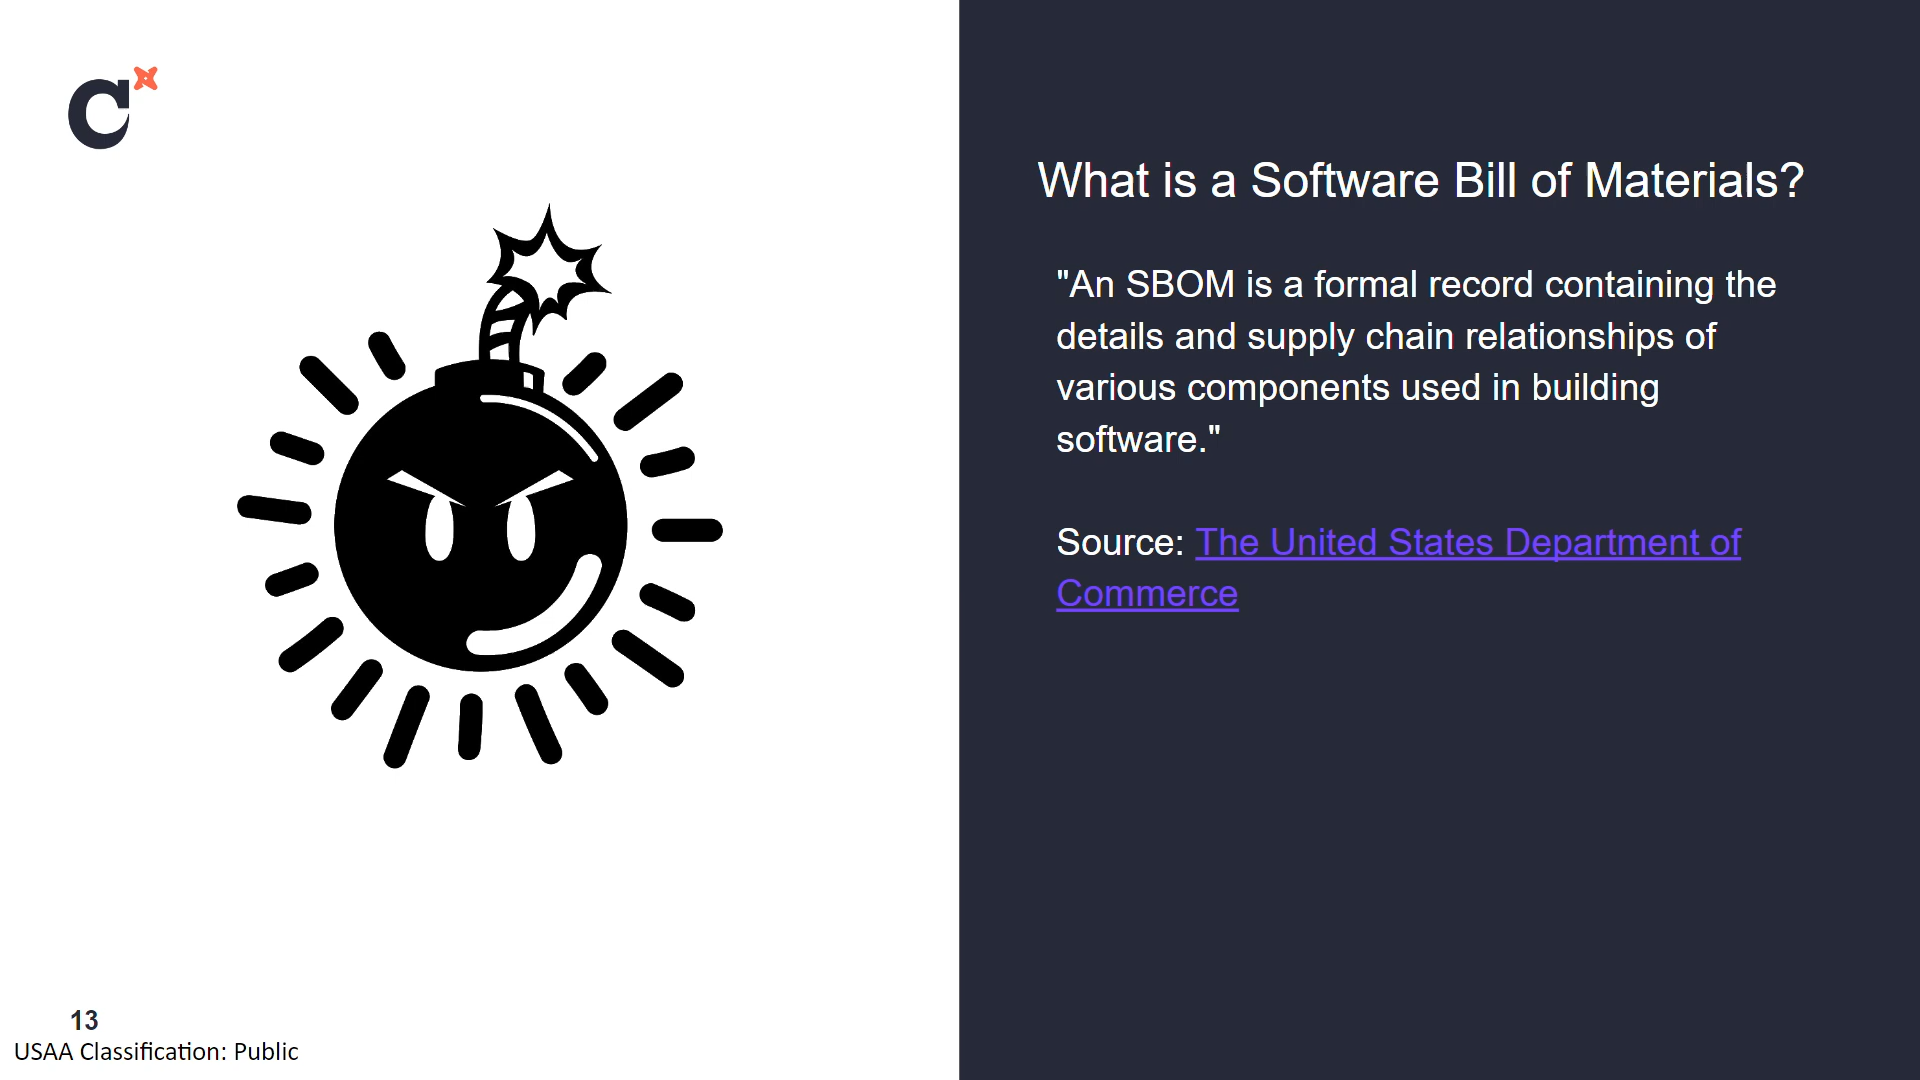 C
What is a Software Bill of Materials?
"An SBOM is a formal record containing the
details and supply chain relationships of
various components used in building
software."
Source: The United States Department of
Commerce
13
USAA Classification: Public